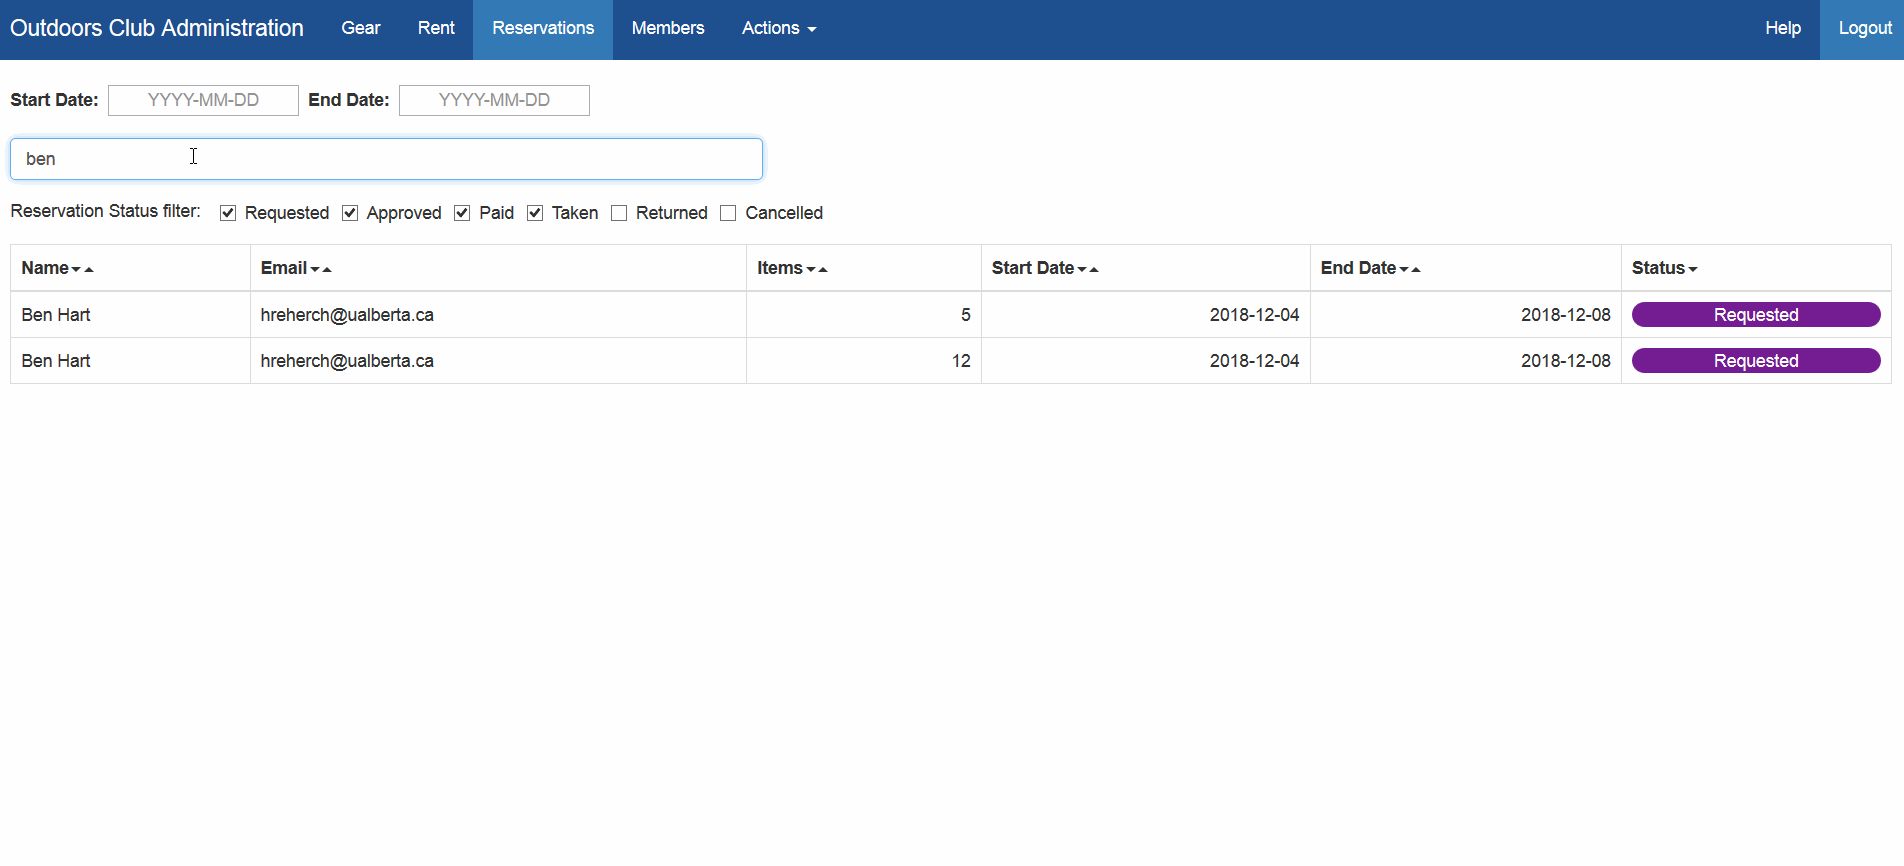 Outdoors Club Administration Gear Rent Reservations Members Actions Help Logout
Start Date: YYYY-MM-DD End Date: YYYY-MM-DD
ben
Reservation Status filter: Requested Approved Paid Taken Returned Cancelled
Name Email Items Start Date End Date Status
Ben Hart hreherch@ualberta.ca 5 2018-12-04 2018-12-08 Requested
Ben Hart hreherch@ualberta.ca 12 2018-12-04 2018-12-08 Requested